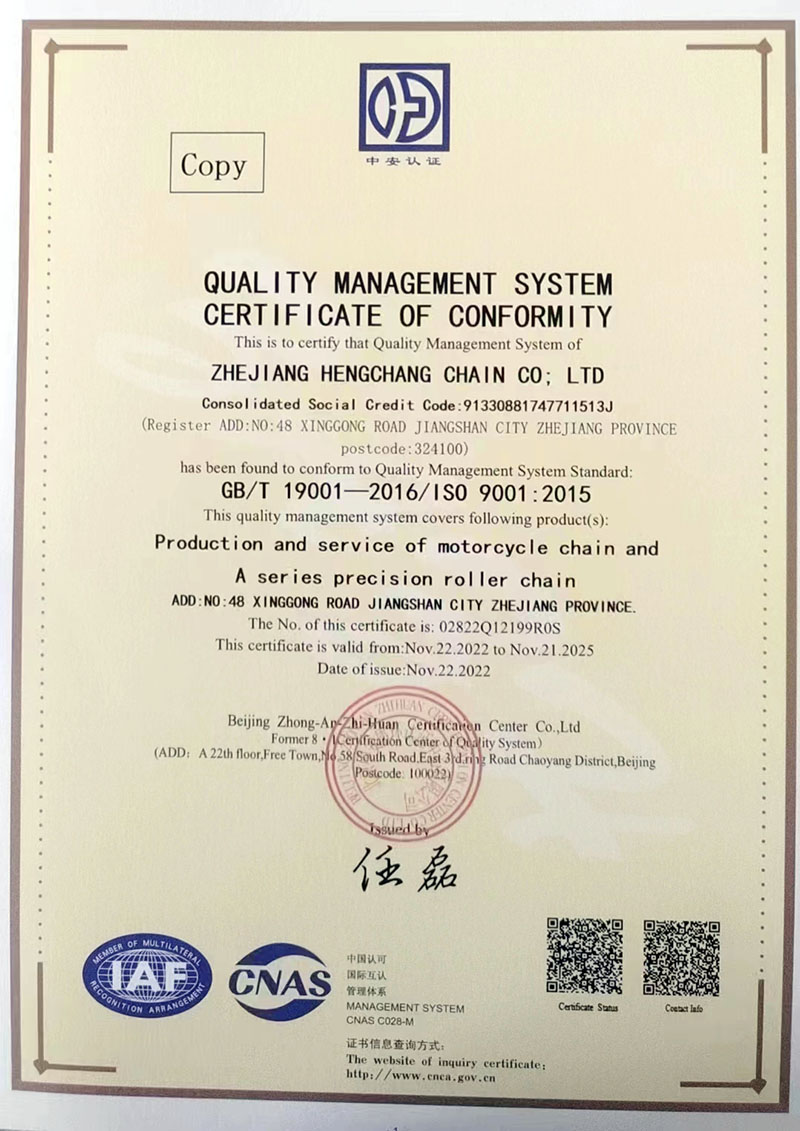 中安认证
Copy
QUALITY MANAGEMENT SYSTEM
CERTIFICATE OF CONFORMITY
This is to certify that Quality Management System of
ZHEJIANG HENGCHANG CHAIN CO; LTD
Consolidated Social Credit Code:91330881747711513J
(Register ADD:NO:48 XINGGONG ROAD JIANGSHAN CITY ZHEJIANG PROVINCE
postcode:324100)
has been found to conform to Quality Management System Standard:
GB/T 19001—2016/ISO 9001:2015
This quality management system covers following product(s):
Production and service of motorcycle chain and
A series precision roller chain
ADD:NO:48 XINGGONG ROAD JIANGSHAN CITY ZHEJIANG PROVINCE.
The No. of this certificate is: 02822Q12199R0S
This certificate is valid from:Nov.22.2022 to Nov.21.2025
Date of issue:Nov.22.2022
Beijing Zhong-An-Zhi-Huan Certification Center Co.,Ltd
Former 8·(Certification Center of Quality System)
(ADD: A 22th floor,Free Town,No.58/South Road,East 3rd.ring Road Chaoyang District,Beijing
Postcode: 100022)
Issued by
任磊
MEMBER OF MULTILATERAL
IAF
RECOGNITION ARRANGEMENT
CNAS
中国认可
国际互认
管理体系
MANAGEMENT SYSTEM
CNAS C028-M
Certificate Status
Contact Info
证书信息查询方式:
The website of inquiry certificate:
http://www.cnca.gov.cn